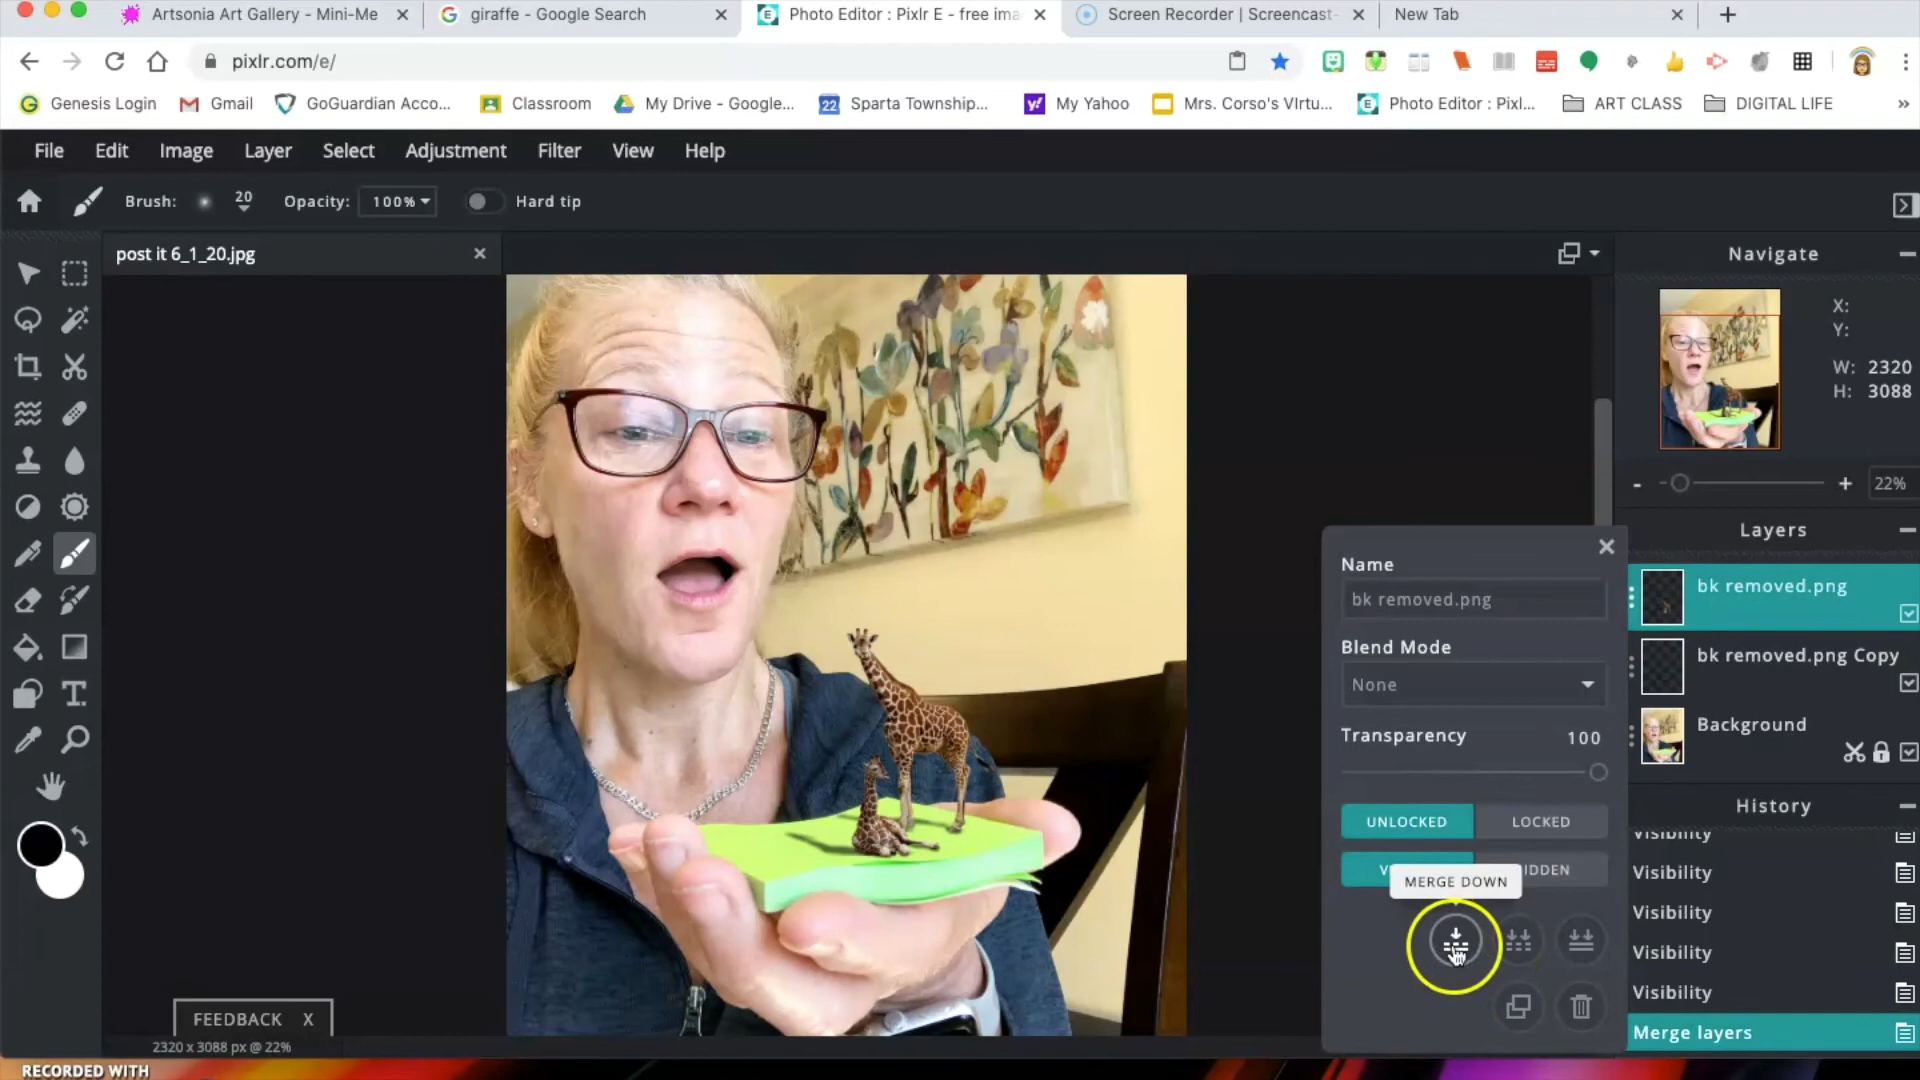 Artsonia Art Gallery - Mini-Me
giraffe - Google Search
Photo Editor : Pixlr E - free ima
Screen Recorder | Screencast-
New Tab
pixlr.com/e/
Genesis Login
Gmail
GoGuardian Acco...
Classroom
My Drive - Google...
22
Sparta Township...
My Yahoo
Mrs. Corso's VIrtu...
Photo Editor : Pixl...
ART CLASS
DIGITAL LIFE
»
File Edit Image Layer Select Adjustment Filter View Help
Brush: 20 Opacity: 100% Hard tip
post it 6_1_20.jpg
Navigate
X:
Y:
W: 2320
H: 3088
- + 22%
Layers
bk removed.png
bk removed.png Copy
Background
Name
bk removed.png
Blend Mode
None
Transparency 100
UNLOCKED LOCKED
V IDDEN
MERGE DOWN
History
Visibility
Visibility
Visibility
Visibility
Visibility
Merge layers
FEEDBACK X
2320 x 3088 px @ 22%
RECORDED WITH